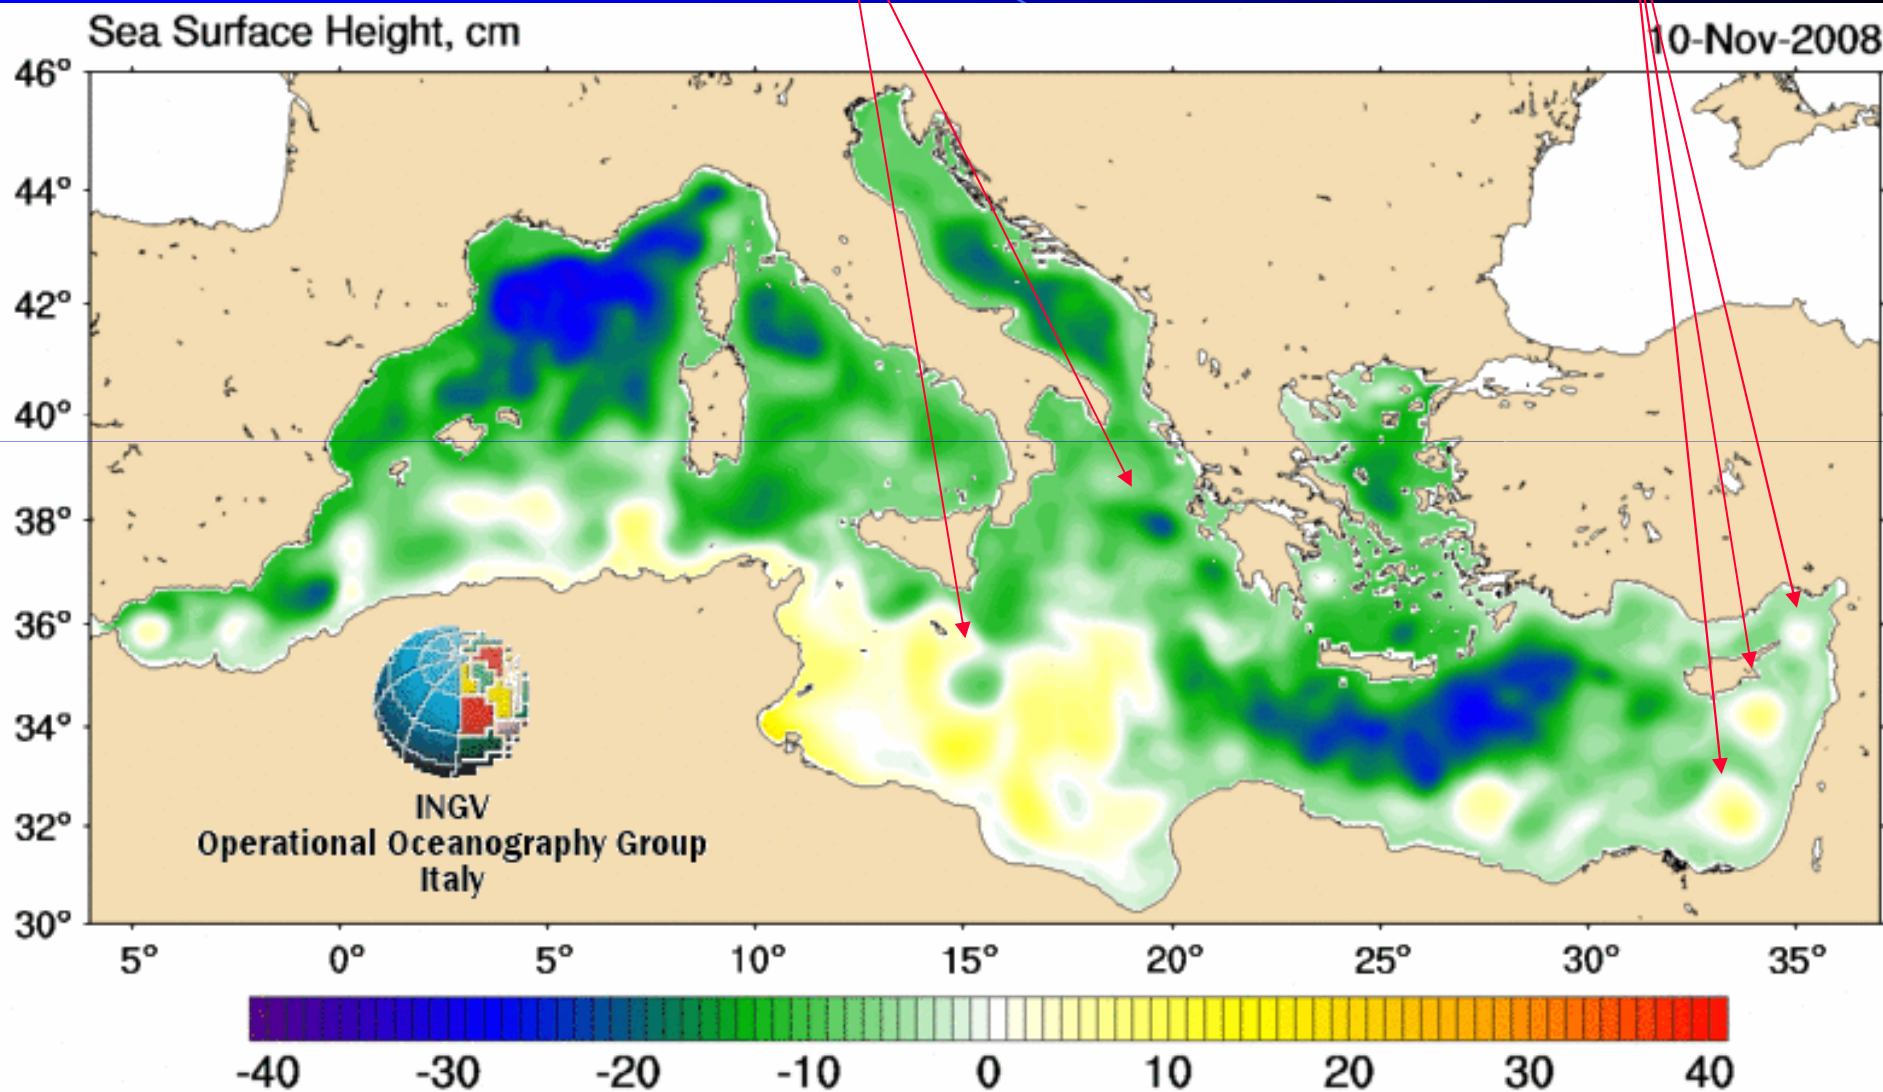 Sea Surface Height, cm
10-Nov-2008
46°
44°
42°
40°
38°
36°
34°
32°
30°
INGV
Operational Oceanography Group
Italy
5° 0° 5° 10° 15° 20° 25° 30° 35°
-40 -30 -20 -10 0 10 20 30 40